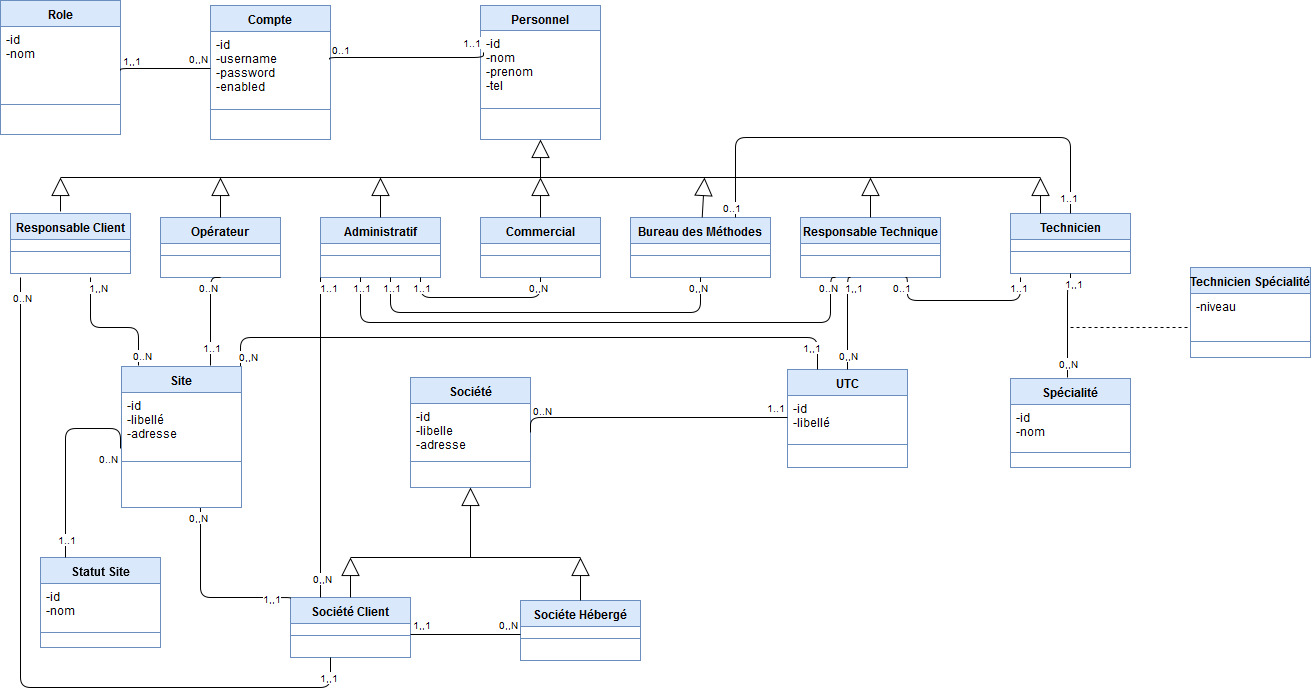 Role
-id
-nom
Compte
-id
-username
-password
-enabled
Personnel
-id
-nom
-prenom
-tel
1,,1
0,,N
0..1
1..1
0..1
1..1
Responsable Client
Opérateur
Administratif
Commercial
Bureau des Méthodes
Responsable Technique
Technicien
0..N
1,,N
0..N
1..1
1..1
1..1
1..1
0,,N
0,,N
0..N
1,,1
0..1
1..1
1,,1
Technicien Spécialité
-niveau
0..N
1..1
0,,N
1,,1
0,,N
0,,N
Site
-id
-libellé
-adresse
Société
-id
-libelle
-adresse
UTC
-id
-libellé
Spécialité
-id
-nom
0..N
1..1
0..N
1..1
0,,N
Statut Site
-id
-nom
0,,N
1,,1
Société Client
Sociéte Hébergé
1,,1
0,,N
1,,1